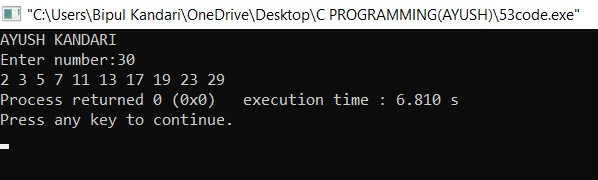 "C:\Users\Bipul Kandari\OneDrive\Desktop\C PROGRAMMING(AYUSH)\53code.exe"
AYUSH KANDARI
Enter number:30
2 3 5 7 11 13 17 19 23 29
Process returned 0 (0x0)   execution time : 6.810 s
Press any key to continue.